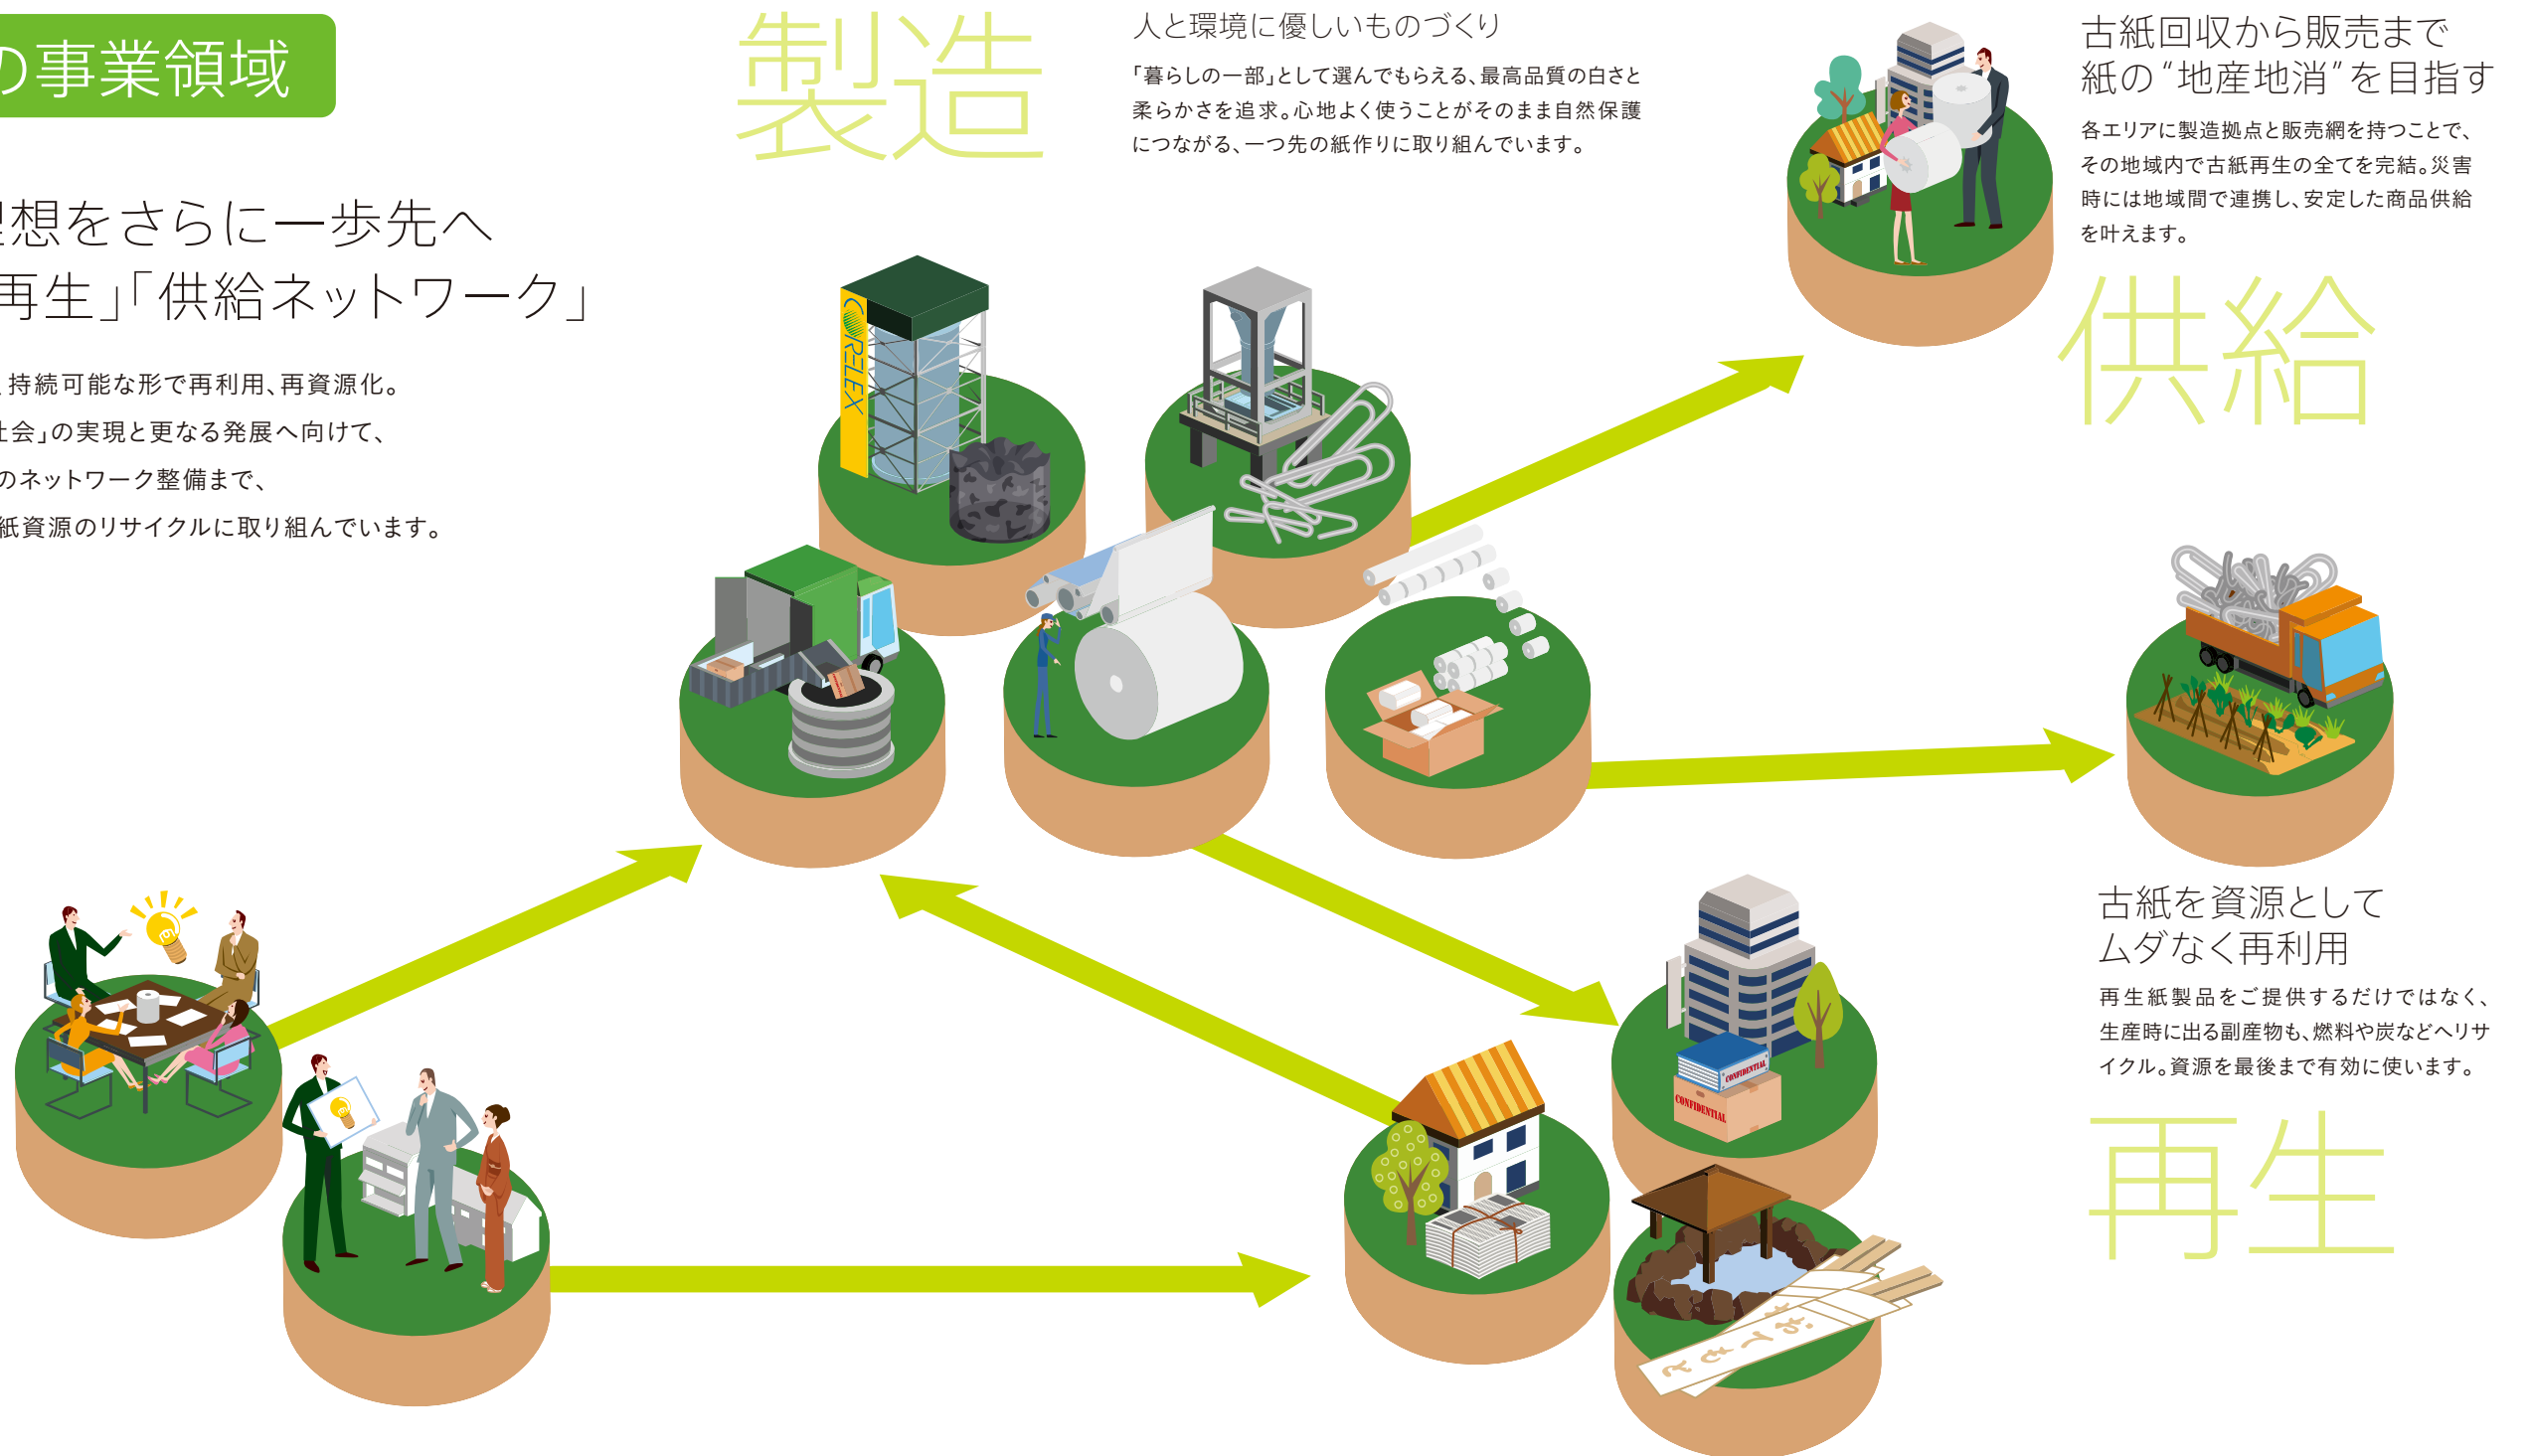 の事業領域
理想をさらに一歩先へ
再生」「供給ネットワーク」
、持続可能な形で再利用、再資源化。
社会」の実現と更なる発展へ向けて、
のネットワーク整備まで、
紙資源のリサイクルに取り組んでいます。
製造
人と環境に優しいものづくり
「暮らしの一部」として選んでもらえる、最高品質の白さと
柔らかさを追求。心地よく使うことがそのまま自然保護
につながる、一つ先の紙作りに取り組んでいます。
古紙回収から販売まで
紙の“地産地消”を目指す
各エリアに製造拠点と販売網を持つことで、
その地域内で古紙再生の全てを完結。災害
時には地域間で連携し、安定した商品供給
を叶えます。
供給
CORELEX
古紙を資源として
ムダなく再利用
再生紙製品をご提供するだけではなく、
生産時に出る副産物も、燃料や炭などへリサ
イクル。資源を最後まで有効に使います。
再生
CONFIDENTIAL
CONFIDENTIAL